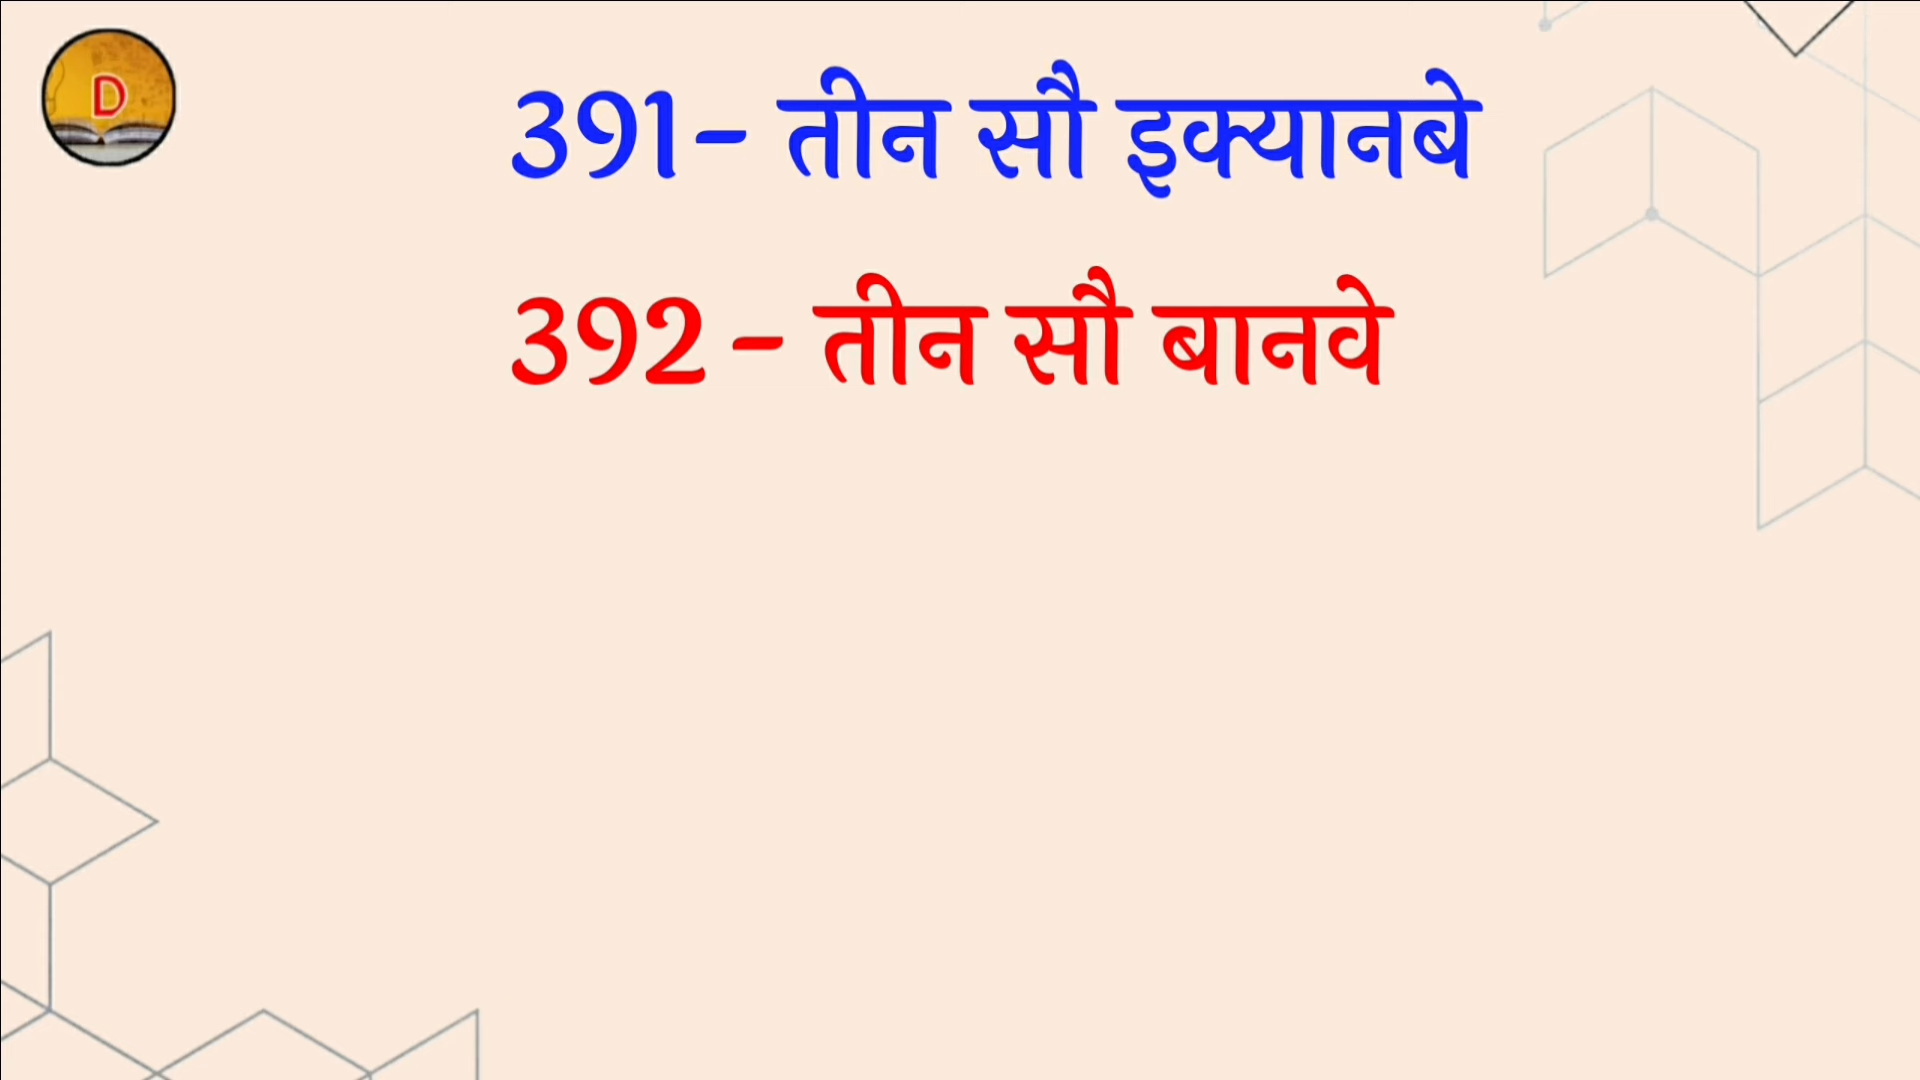 D
391- तीन सौ इक्यानबे
392 - तीन सौ बानवे